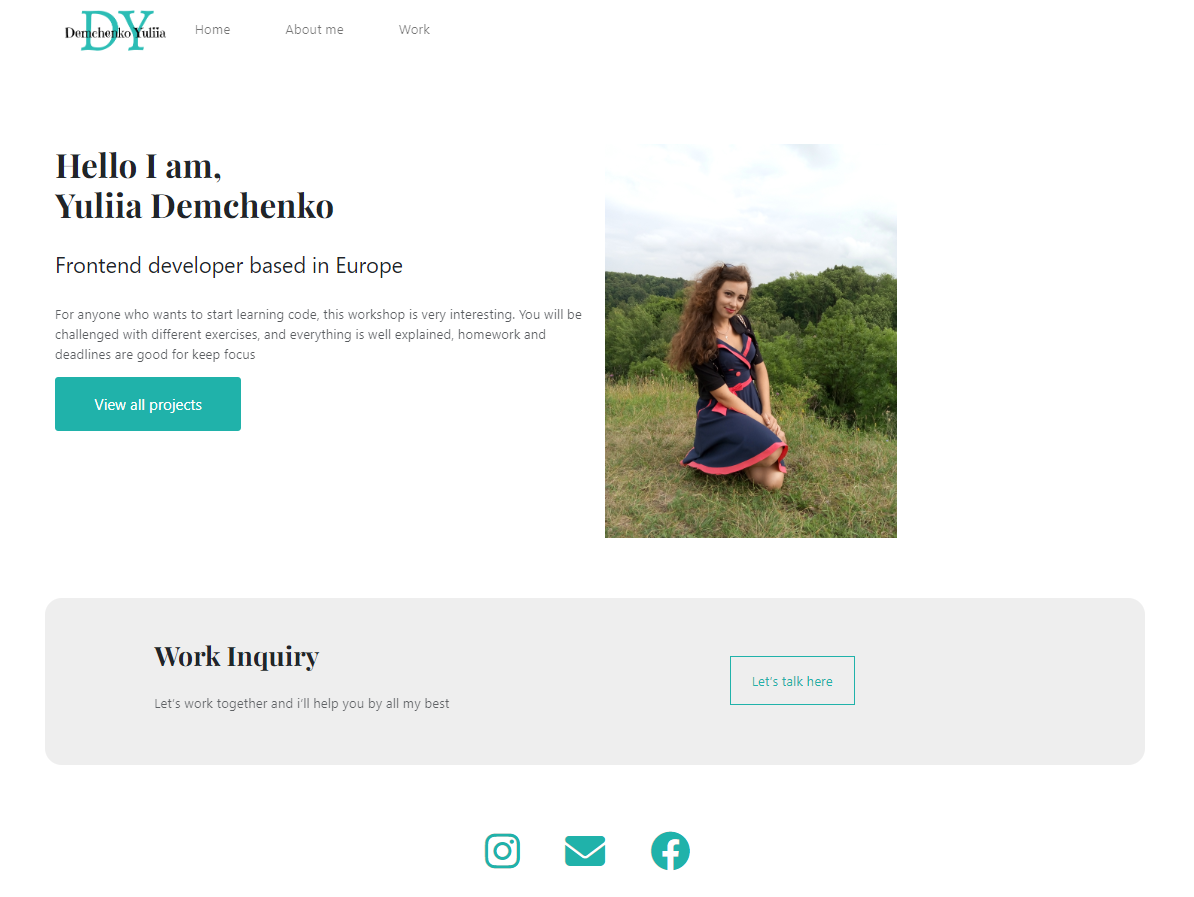 DY
Demchenko Yuliia
Home About me Work
Hello I am,
Yuliia Demchenko
Frontend developer based in Europe
For anyone who wants to start learning code, this workshop is very interesting. You will be
challenged with different exercises, and everything is well explained, homework and
deadlines are good for keep focus
View all projects
Work Inquiry
Let's work together and i'll help you by all my best
Let's talk here